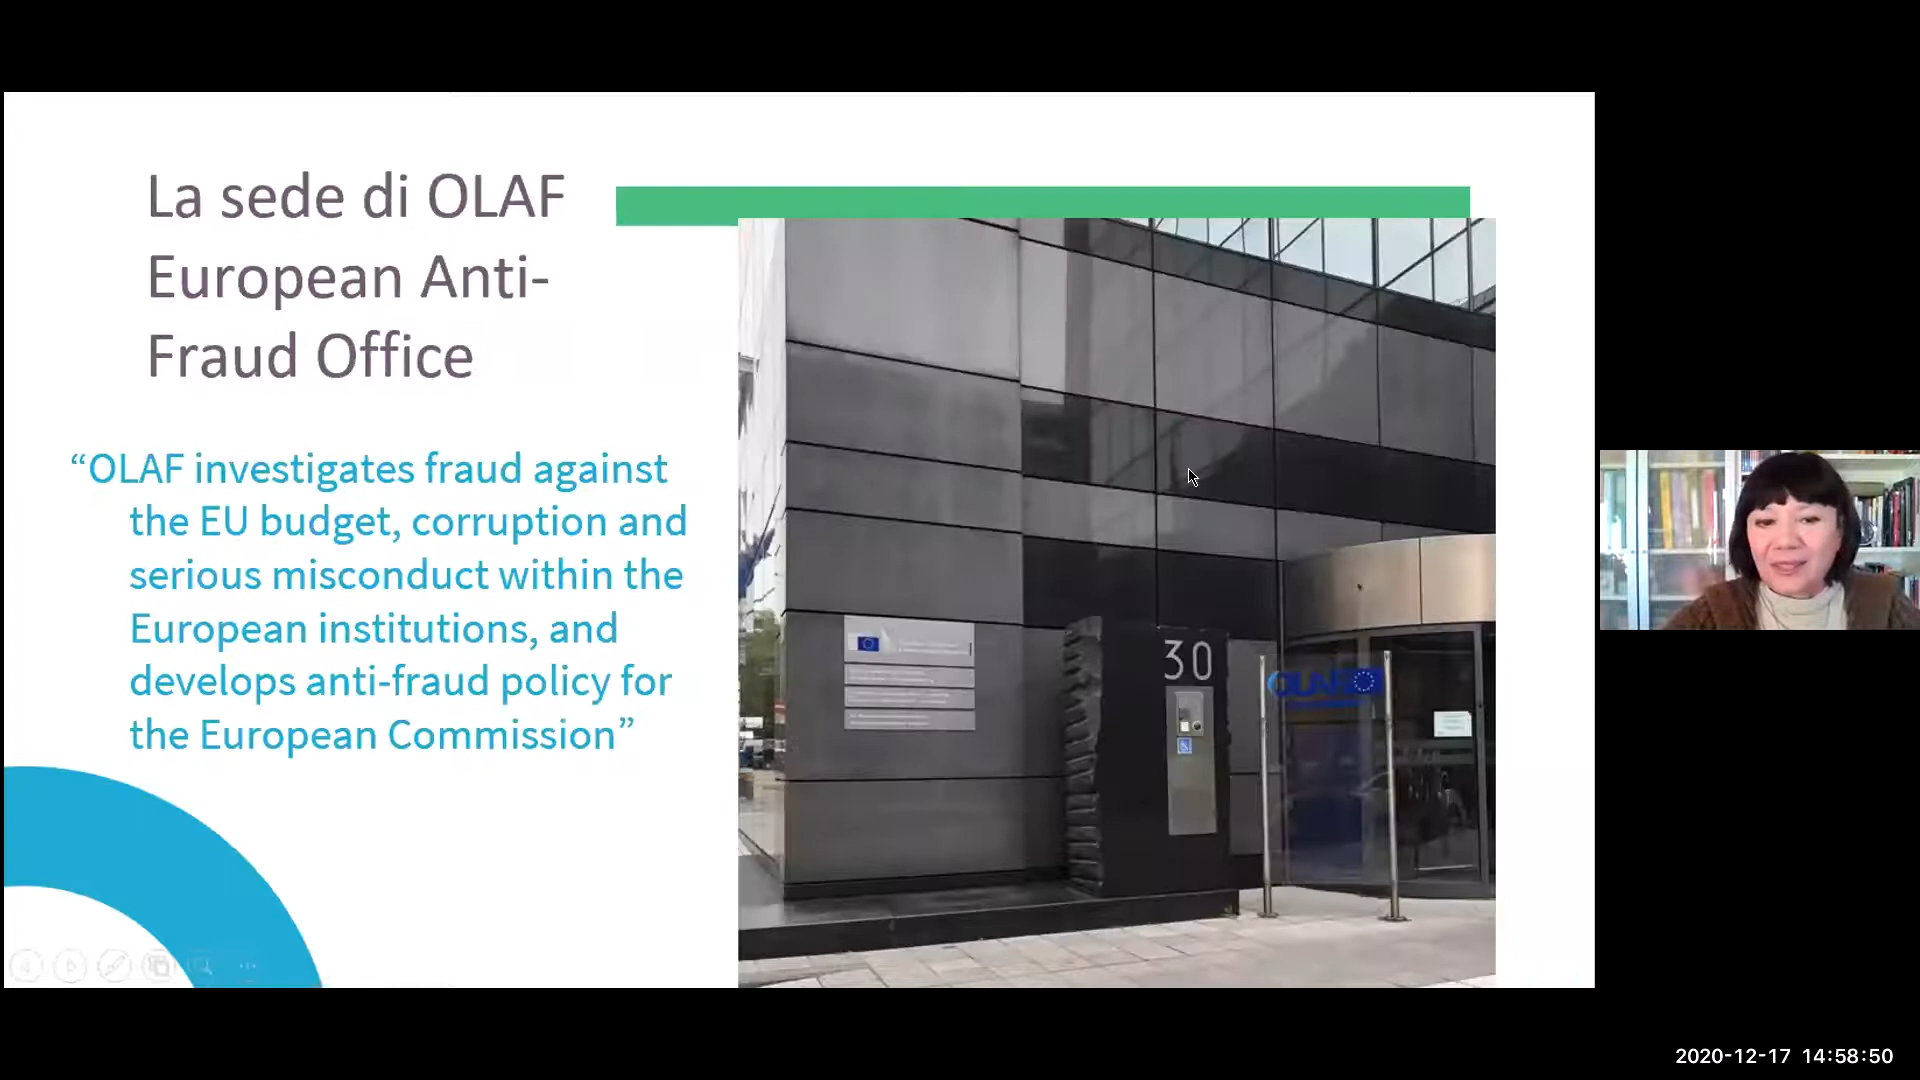 La sede di OLAF
European Anti-
Fraud Office
“OLAF investigates fraud against
the EU budget, corruption and
serious misconduct within the
European institutions, and
develops anti-fraud policy for
the European Commission”
30
OLAF
2020-12-17 14:58:50